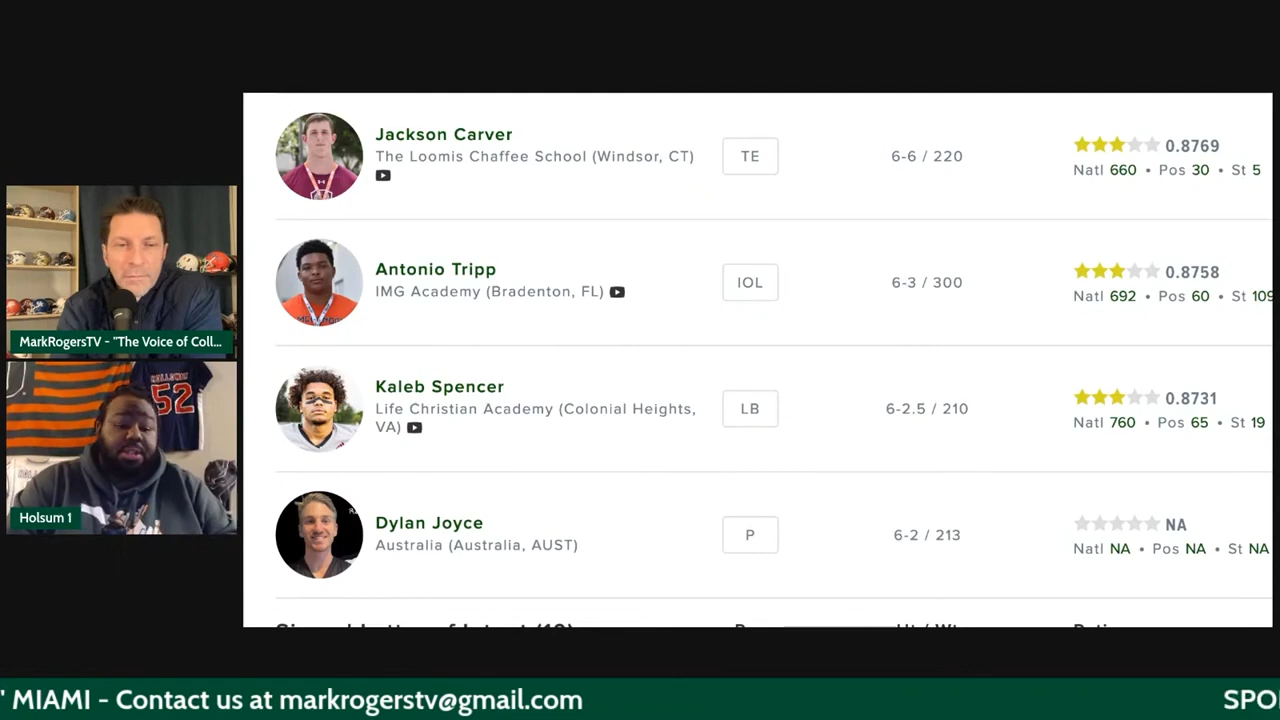 Jackson Carver
The Loomis Chaffee School (Windsor, CT)
TE
6-6 / 220
0.8769
Natl 660 • Pos 30 • St 5
Antonio Tripp
IMG Academy (Bradenton, FL)
IOL
6-3 / 300
0.8758
Natl 692 • Pos 60 • St 109
Kaleb Spencer
Life Christian Academy (Colonial Heights,
VA)
LB
6-2.5 / 210
0.8731
Natl 760 • Pos 65 • St 19
Dylan Joyce
Australia (Australia, AUST)
P
6-2 / 213
NA
Natl NA • Pos NA • St NA
MarkRogersTV - "The Voice of Coll...
52
Holsum 1
" MIAMI - Contact us at markrogerstv@gmail.com
SPO